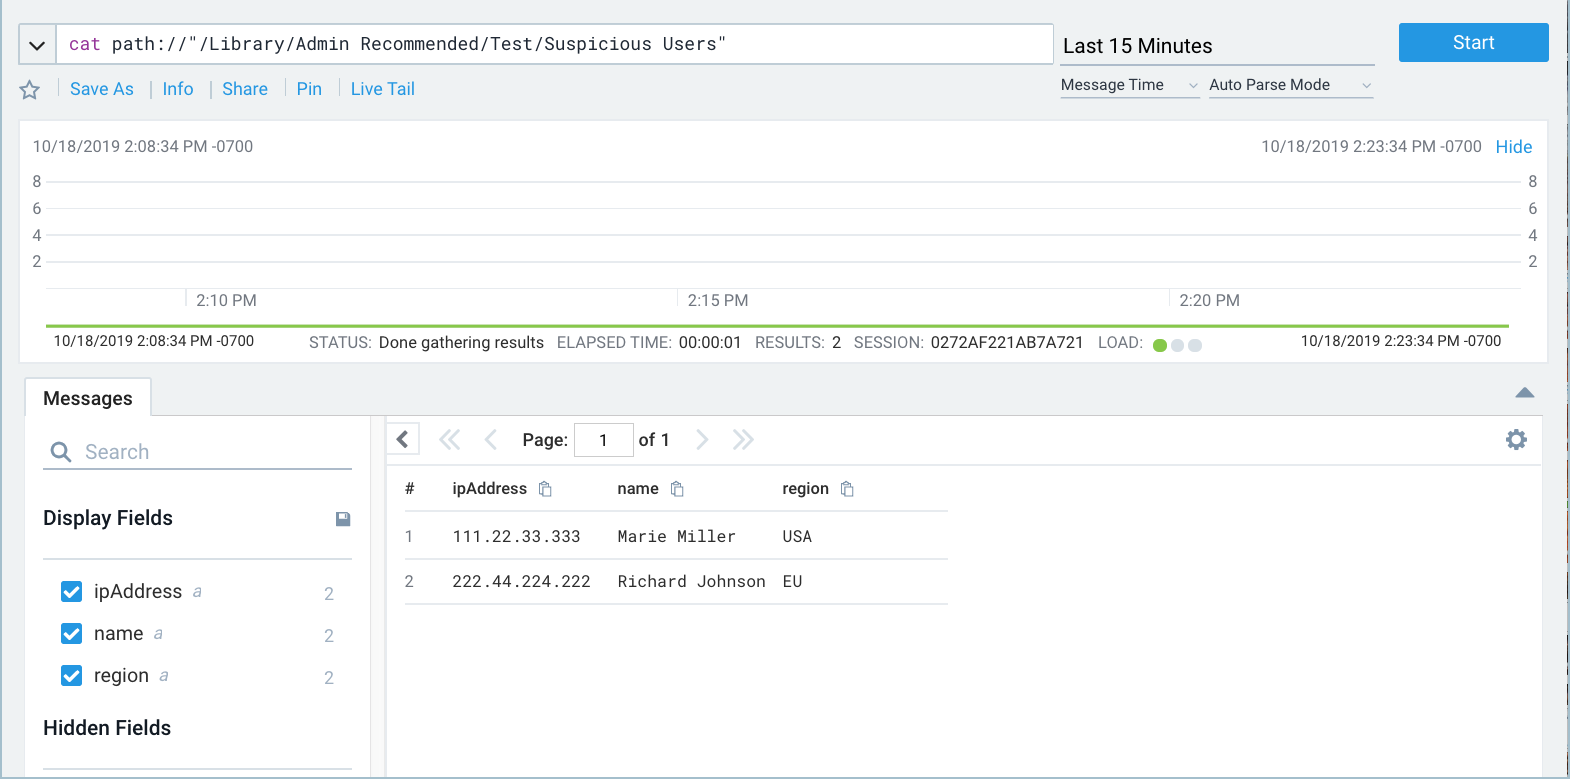 cat path://"/Library/Admin Recommended/Test/Suspicious Users"
Last 15 Minutes
Start
Save As
Info
Share
Pin
Live Tail
Message Time
Auto Parse Mode
10/18/2019 2:08:34 PM -0700
10/18/2019 2:23:34 PM -0700
Hide
8 8
6 6
4 4
2 2
2:10 PM 2:15 PM 2:20 PM
10/18/2019 2:08:34 PM -0700 STATUS: Done gathering results ELAPSED TIME: 00:00:01 RESULTS: 2 SESSION: 0272AF221AB7A721 LOAD: 10/18/2019 2:23:34 PM -0700
Messages
Search
Display Fields
ipAddress a 2
name a 2
region a 2
Hidden Fields
Page: 1 of 1
# ipAddress name region
1 111.22.33.333 Marie Miller USA
2 222.44.224.222 Richard Johnson EU